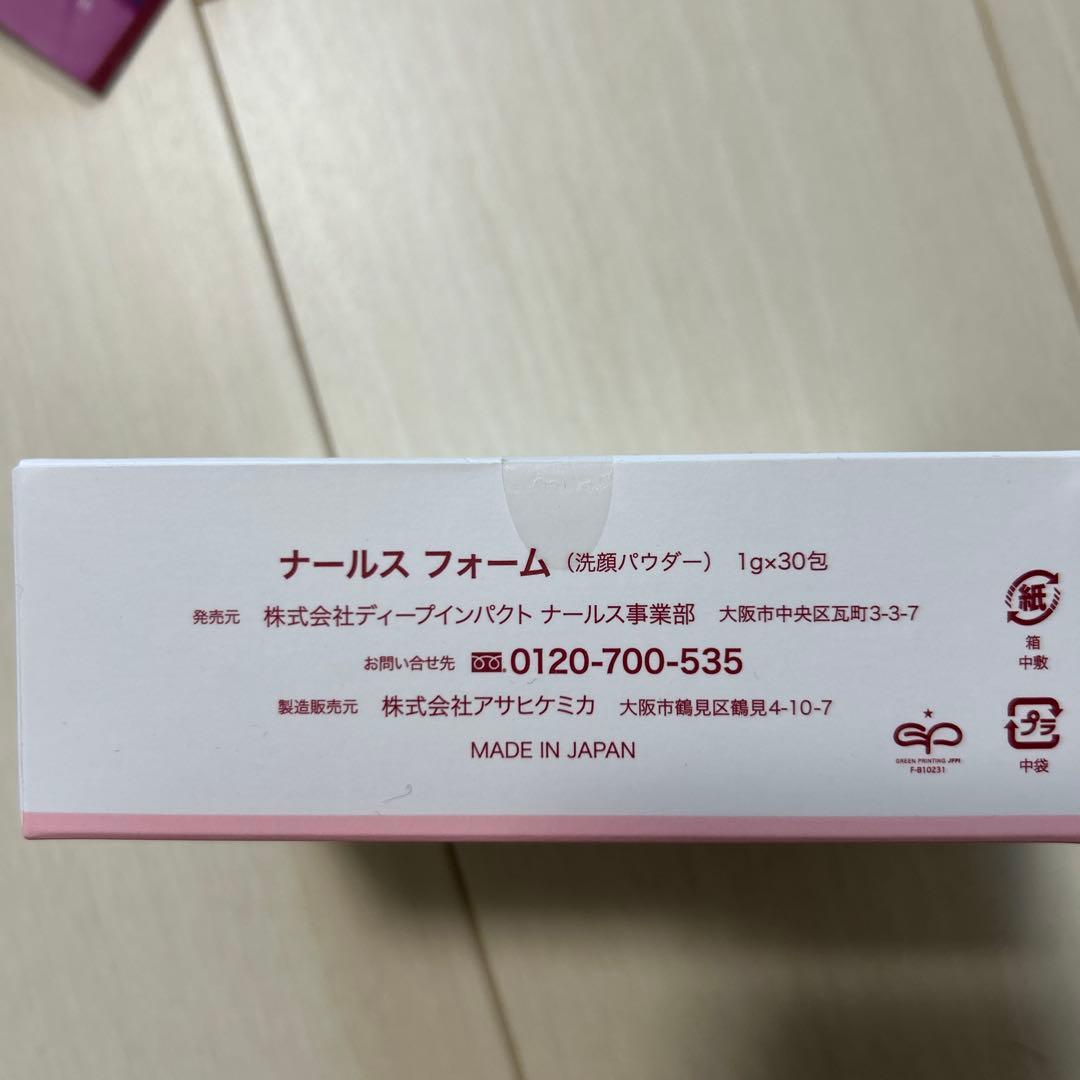 ナールス フォーム（洗顔パウダー） 1g×30包
発売元 株式会社ディープインパクト ナールス事業部 大阪市中央区瓦町3-3-7
お問い合せ先 0120-700-535
製造販売元 株式会社アサヒケミカ 大阪市鶴見区鶴見4-10-7
MADE IN JAPAN
GREEN PRINTING JFPI
F-B10231
紙
箱
中敷
プラ
中袋